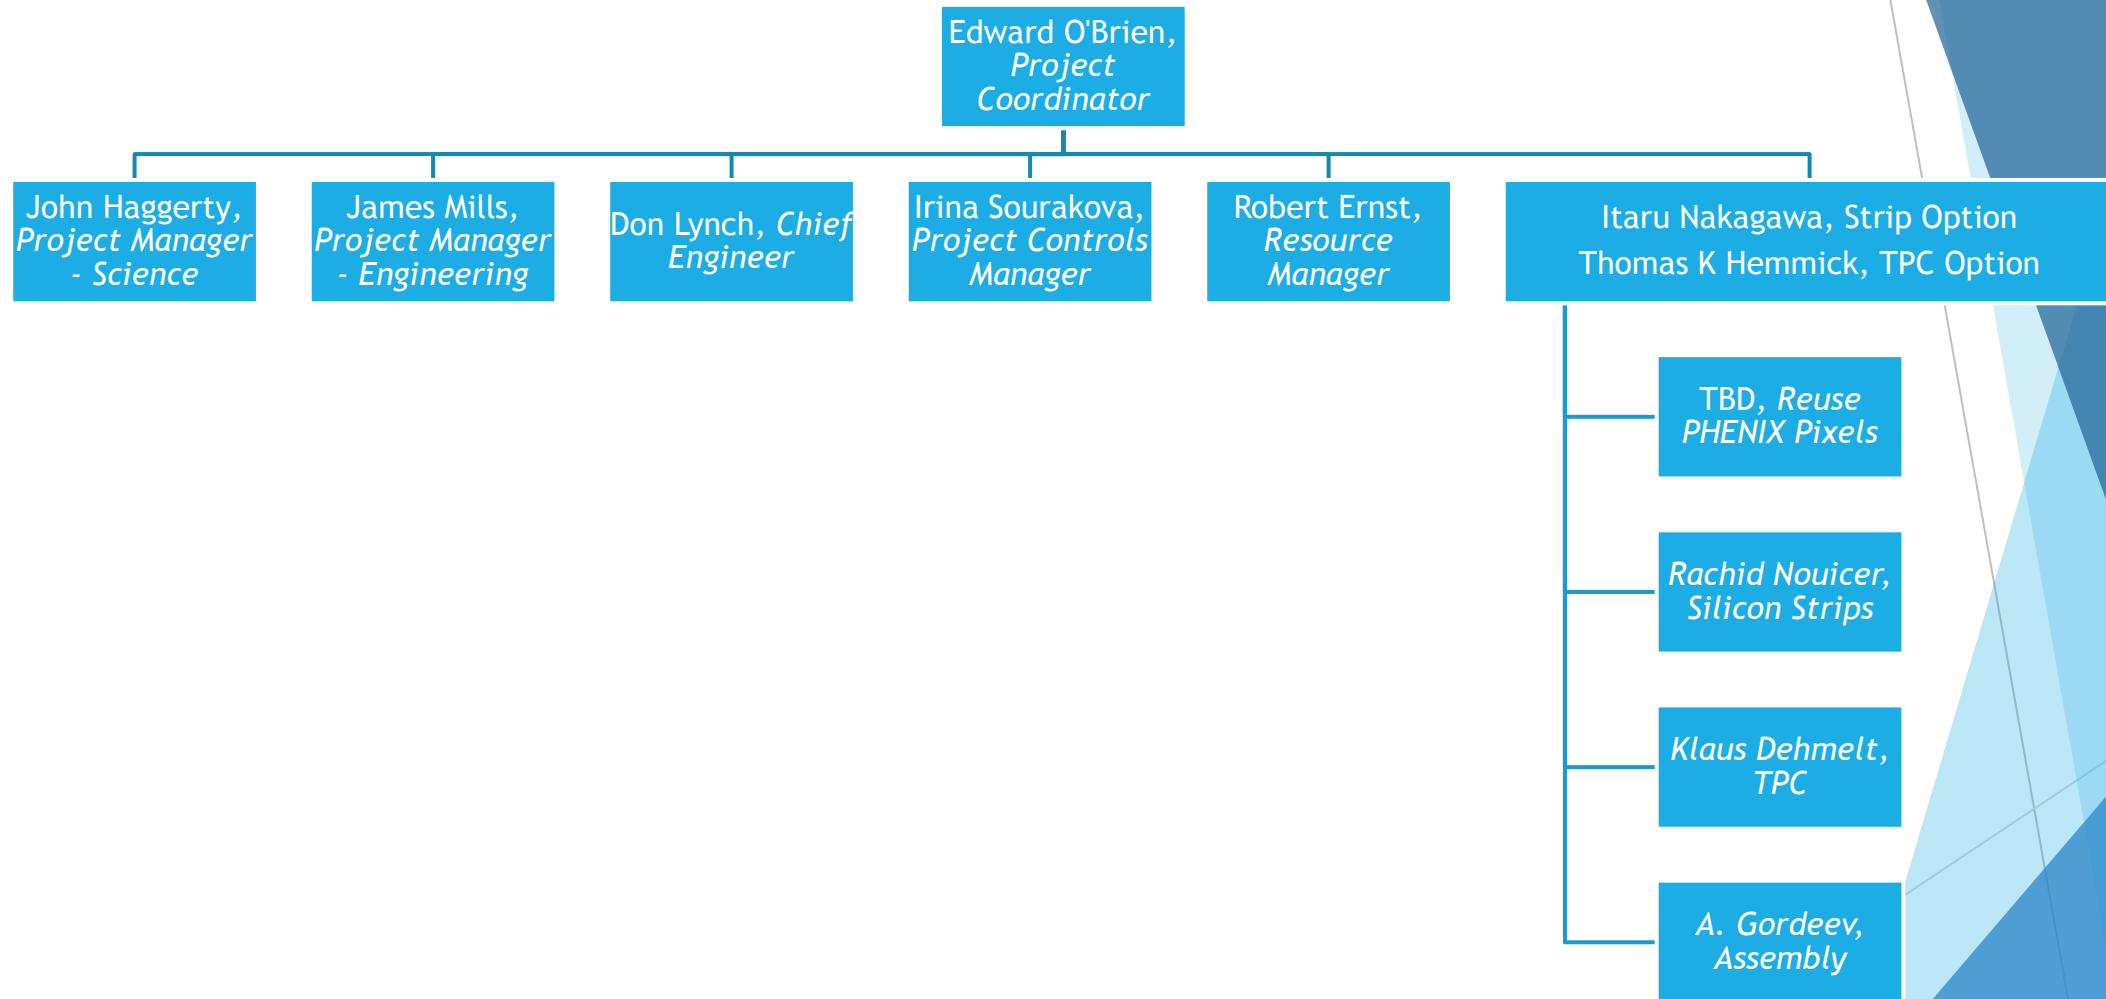 Edward O'Brien,
Project
Coordinator
John Haggerty,
Project Manager
- Science
James Mills,
Project Manager
- Engineering
Don Lynch, Chief
Engineer
Irina Sourakova,
Project Controls
Manager
Robert Ernst,
Resource
Manager
Itaru Nakagawa, Strip Option
Thomas K Hemmick, TPC Option
TBD, Reuse
PHENIX Pixels
Rachid Nouicer,
Silicon Strips
Klaus Dehmelt,
TPC
A. Gordeev,
Assembly